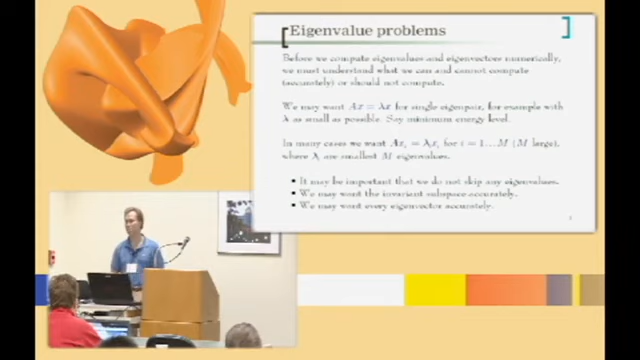 Eigenvalue problems
Before we compute eigenvalues and eigenvectors numerically,
we must understand what we can and cannot compute
(accurately) or should not compute.
We may want Ax = λx for single eigenpair, for example with
λ as small as possible. Say minimum energy level.
In many cases we want Axᵢ = λᵢxᵢ for i = 1...M (M large),
where λᵢ are smallest M eigenvalues.
• It may be important that we do not skip any eigenvalues.
• We may want the invariant subspace accurately.
• We may want every eigenvector accurately.